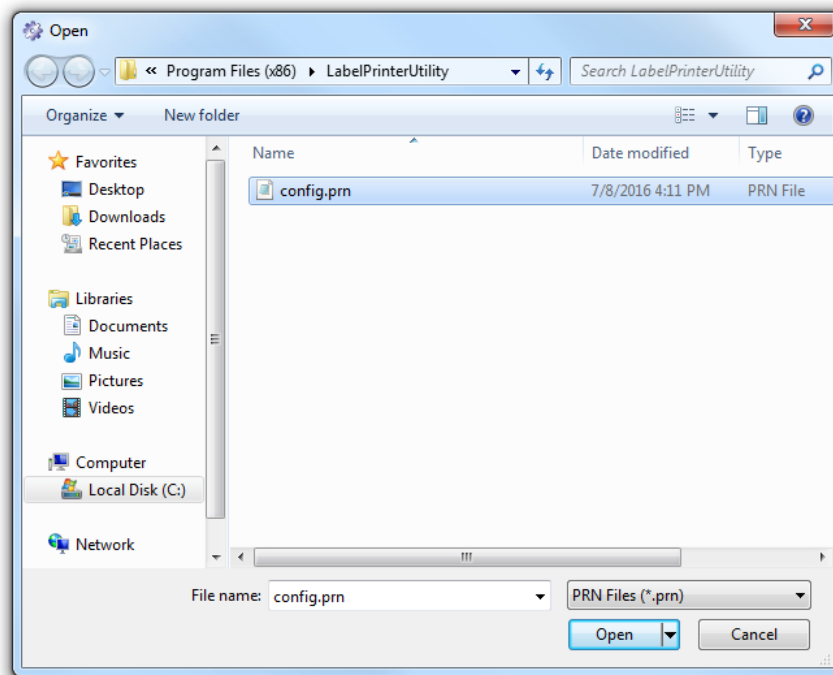 Open
« Program Files (x86) ▸ LabelPrinterUtility
Search LabelPrinterUtility
Organize
New folder
Name
Date modified
Type
Favorites
Desktop
Downloads
Recent Places
Libraries
Documents
Music
Pictures
Videos
Computer
Local Disk (C:)
Network
config.prn
7/8/2016 4:11 PM
PRN File
File name:
config.prn
PRN Files (*.prn)
Open
Cancel